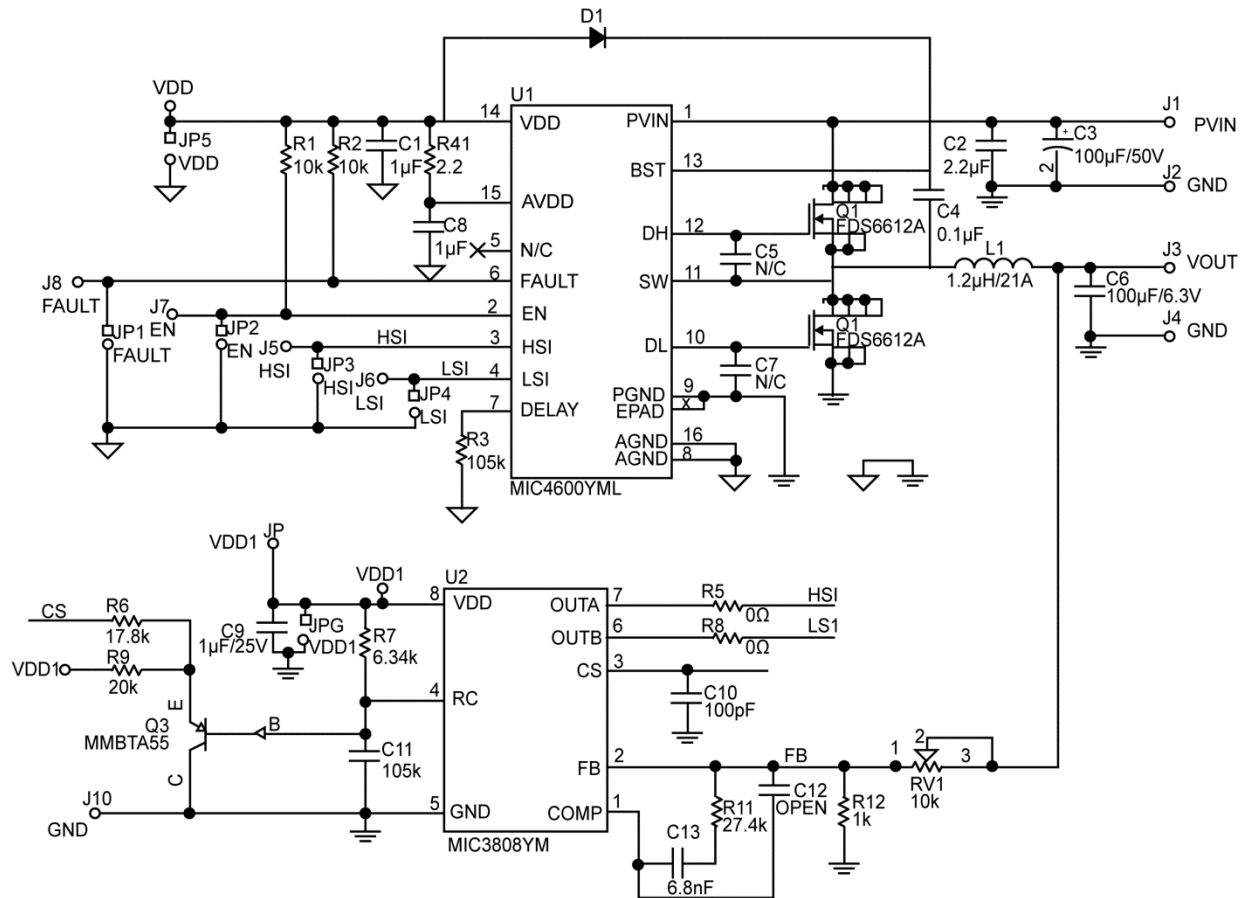 D1
VDD
JP5
VDD
R1
10k
R2
10k
C1
1µF
R41
2.2
C8
1µF
U1
14
VDD
15
AVDD
5
N/C
6
FAULT
2
EN
3
HSI
4
LSI
7
DELAY
PVIN
1
BST
13
DH
12
SW
11
DL
10
PGND
9
EPAD
X
AGND
16
AGND
8
MIC4600YML
J8
FAULT
J7
EN
JP1
FAULT
JP2
EN
J5
HSI
HSI
JP3
HSI
J6
LSI
LSI
JP4
LSI
R3
105k
C5
N/C
C7
N/C
Q1
FDS6612A
Q1
FDS6612A
C2
2.2µF
+
C3
100µF/50V
2
C4
0.1µF
L1
1.2µH/21A
C6
100µF/6.3V
J1
PVIN
J2
GND
J3
VOUT
J4
GND
JP
VDD1
VDD1
CS
R6
17.8k
VDD1
R9
20k
E
Q3
MMBTA55
B
C
J10
GND
C9
1µF/25V
JPG
VDD1
R7
6.34k
C11
105k
U2
8
VDD
4
RC
5
GND
OUTA
7
OUTB
6
CS
3
FB
2
COMP
1
MIC3808YM
R5
0Ω
HSI
R8
0Ω
LS1
C10
100pF
FB
R11
27.4k
C12
OPEN
C13
6.8nF
R12
1k
1
2
3
RV1
10k